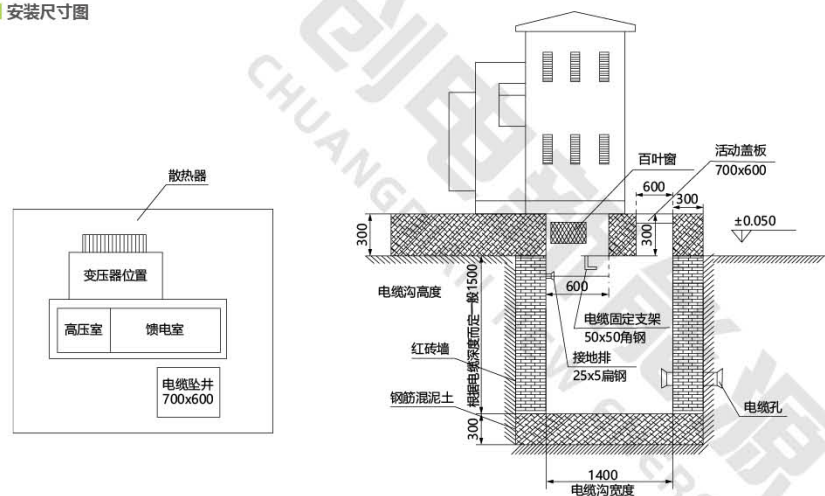 安装尺寸图
创电新能源
散热器
变压器位置
高压室
馈电室
电缆坠井
700x600
百叶窗
活动盖板
700x600
600
300
300
300
±0.050
600
电缆沟高度
根据电缆深度而定一般1500
电缆固定支架
50x50角钢
接地排
25x5扁钢
红砖墙
钢筋混泥土
300
电缆孔
1400
电缆沟宽度